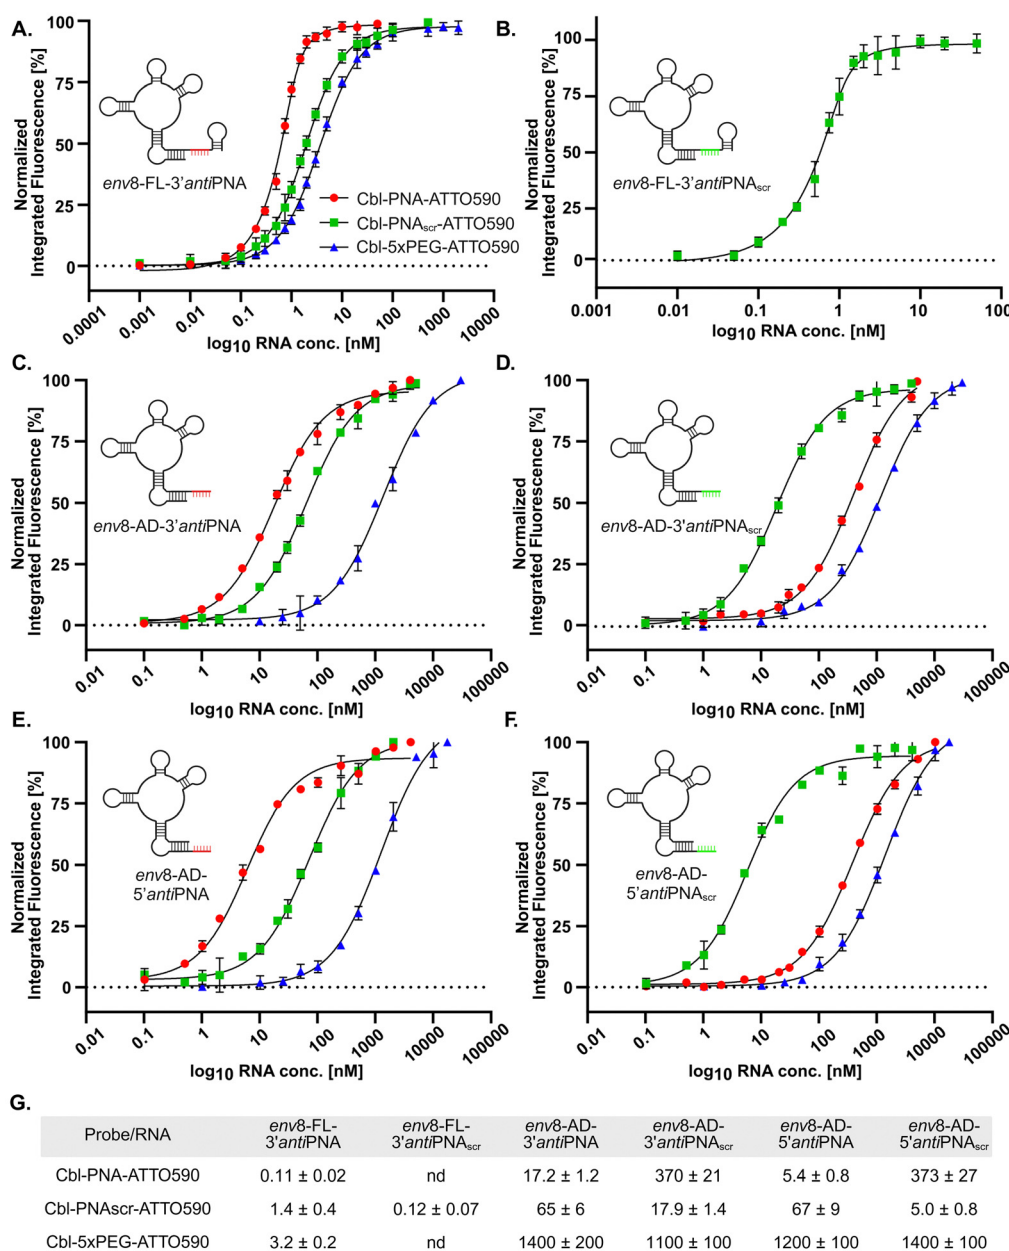 A.
Normalized
Integrated Fluorescence [%]
100
75
50
25
0
env8-FL-3'antiPNA
Cbl-PNA-ATTO590
Cbl-PNAscr-ATTO590
Cbl-5xPEG-ATTO590
0.0001
0.01
0.1
1
10
100
1000
10000
log10 RNA conc. [nM]
B.
Normalized
Integrated Fluorescence [%]
100
75
50
25
0
env8-FL-3'antiPNAscr
0.001
0.01
0.1
1
10
100
log10 RNA conc. [nM]
C.
Normalized
Integrated Fluorescence [%]
100
75
50
25
0
env8-AD-3'antiPNA
0.01
0.1
1
10
100
1000
10000
100000
log10 RNA conc. [nM]
D.
Normalized
Integrated Fluorescence [%]
100
75
50
25
0
env8-AD-3'antiPNAscr
0.01
0.1
1
10
100
1000
10000
100000
log10 RNA conc. [nM]
E.
Normalized
Integrated Fluorescence [%]
100
75
50
25
0
env8-AD-
5'antiPNA
0.01
0.1
1
10
100
1000
10000
100000
log10 RNA conc. [nM]
F.
Normalized
Integrated Fluorescence [%]
100
75
50
25
0
env8-AD-
5'antiPNAscr
0.01
0.1
1
10
100
1000
10000
100000
log10 RNA conc. [nM]
G.
Probe/RNA env8-FL-3'antiPNA env8-FL-3'antiPNAscr env8-AD-3'antiPNA env8-AD-3'antiPNAscr env8-AD-5'antiPNA env8-AD-5'antiPNAscr
Cbl-PNA-ATTO590 0.11 ± 0.02 nd 17.2 ± 1.2 370 ± 21 5.4 ± 0.8 373 ± 27
Cbl-PNAscr-ATTO590 1.4 ± 0.4 0.12 ± 0.07 65 ± 6 17.9 ± 1.4 67 ± 9 5.0 ± 0.8
Cbl-5xPEG-ATTO590 3.2 ± 0.2 nd 1400 ± 200 1100 ± 100 1200 ± 100 1400 ± 100